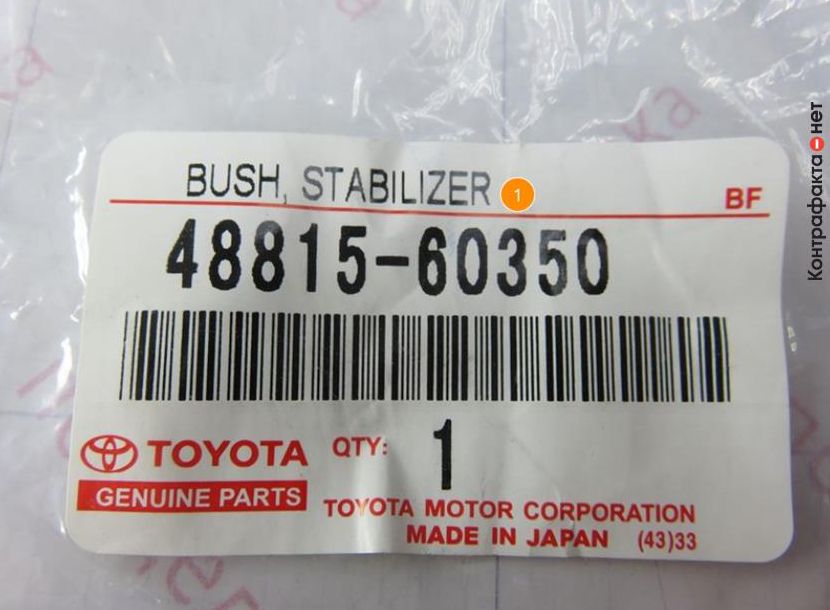 BUSH, STABILIZER 1
BF
48815-60350
TOYOTA QTY: 1
GENUINE PARTS
TOYOTA MOTOR CORPORATION
MADE IN JAPAN (43)33
Контрафакта нет